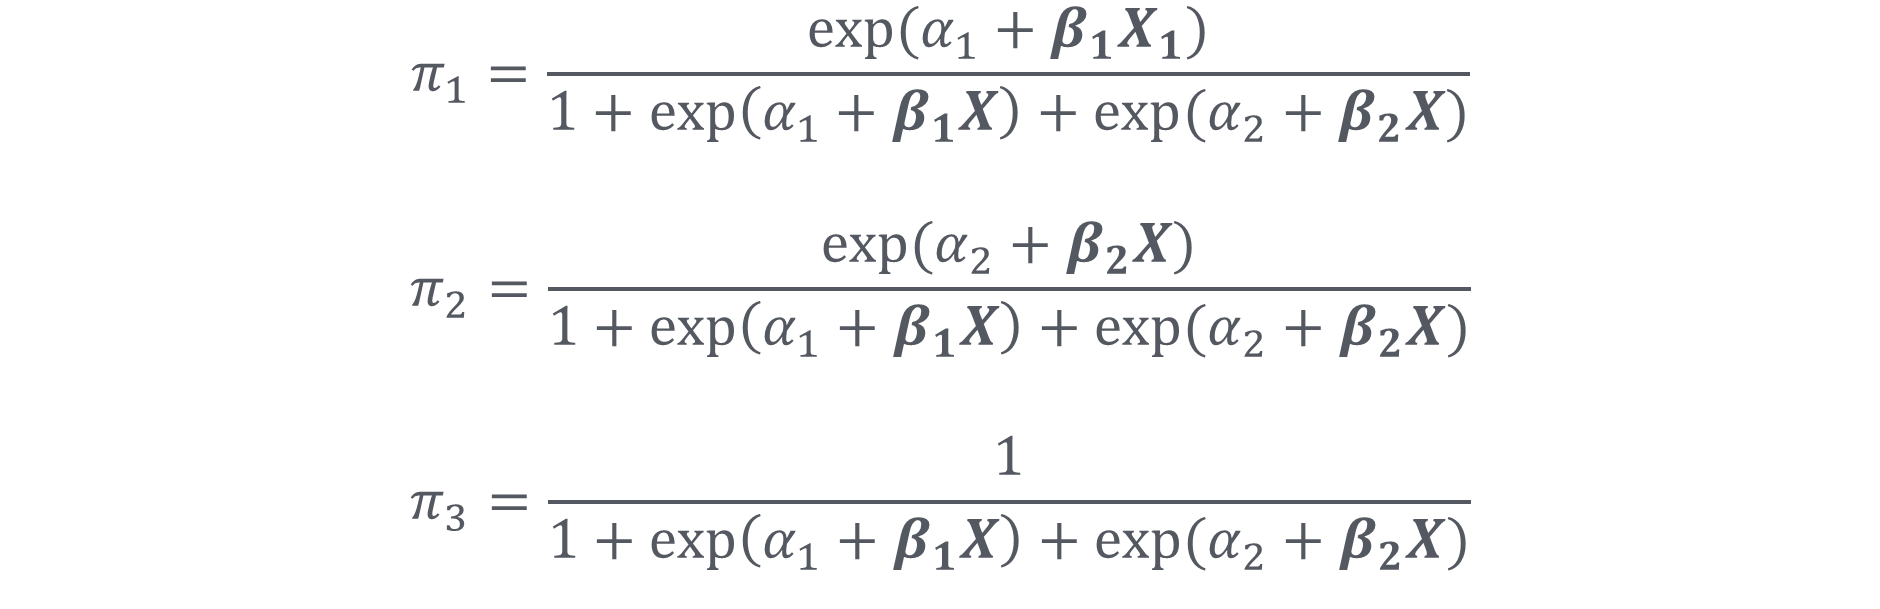 π₁ = exp(α₁ + β₁X₁) / 1 + exp(α₁ + β₁X) + exp(α₂ + β₂X)
π₂ = exp(α₂ + β₂X) / 1 + exp(α₁ + β₁X) + exp(α₂ + β₂X)
π₃ = 1 / 1 + exp(α₁ + β₁X) + exp(α₂ + β₂X)